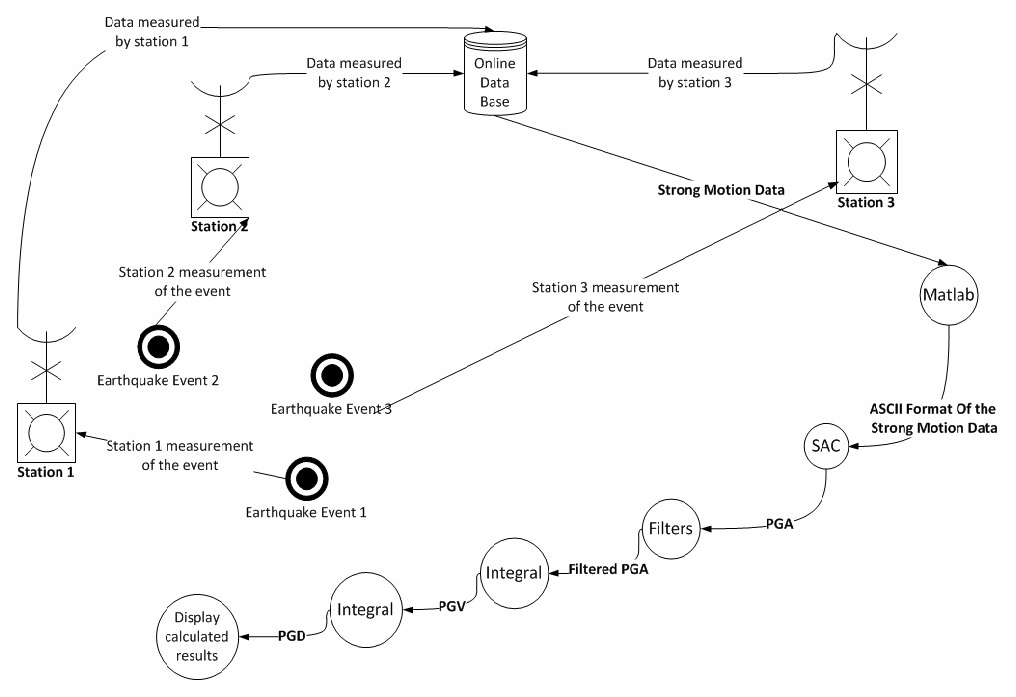 Data measured
by station 1
Data measured
by station 2
Online
Data
Base
Data measured
by station 3
Station 2
Strong Motion Data
Station 3
Station 2 measurement
of the event
Station 3 measurement
of the event
Matlab
Earthquake Event 2
Earthquake Event 3
ASCII Format Of the
Strong Motion Data
Station 1 measurement
of the event
SAC
Station 1
Earthquake Event 1
Filters
PGA
Integral
Filtered PGA
Integral
PGV
Display
calculated
results
PGD